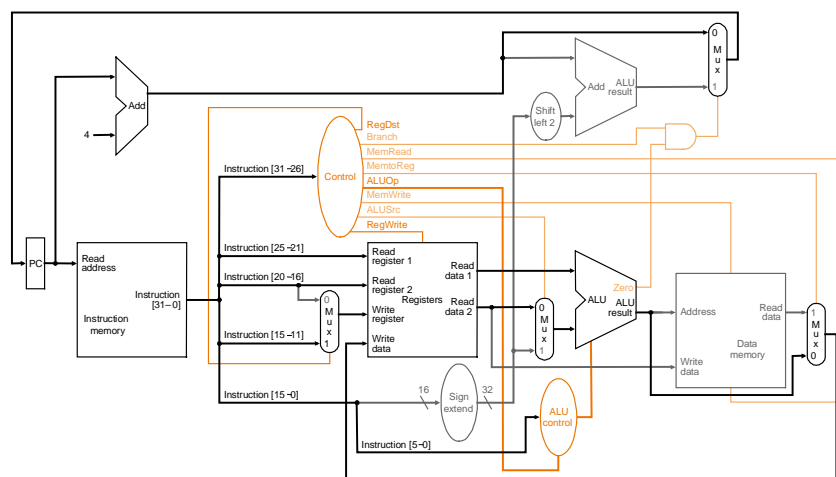 0
M
u
x
1
Add
4
Add
ALU
result
Shift
left 2
RegDst
Branch
MemRead
MemtoReg
ALUOp
MemWrite
ALUSrc
RegWrite
Control
Instruction [31–26]
Instruction [25–21]
Instruction [20–16]
Instruction [15–11]
Instruction [15–0]
Instruction [5–0]
PC
Read
address
Instruction
[31–0]
Instruction
memory
0
M
u
x
1
Read
register 1
Read
register 2
Write
register
Write
data
Registers
Read
data 1
Read
data 2
0
M
u
x
1
Zero
ALU
ALU
result
Address
Read
data
Data
memory
Write
data
1
M
u
x
0
16
Sign
extend
32
ALU
control